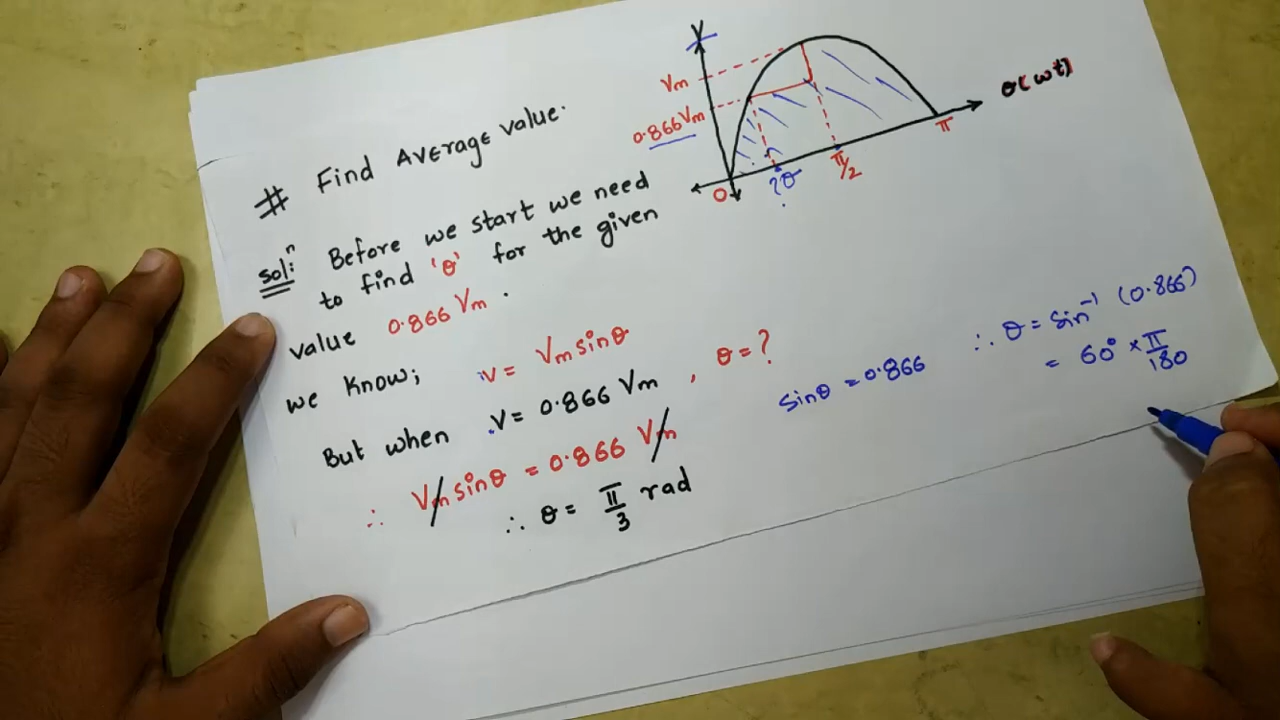 # Find Average value.
V
Vm
0.866Vm
θ(ωt)
0
?θ
π/2
π
Solⁿ: Before we start we need
to find 'θ' for the given
value 0.866 Vm.
we know; v = Vm sinθ
But when v = 0.866 Vm, θ = ?
∴ Vm sinθ = 0.866 Vm
∴ θ = π/3 rad
sinθ = 0.866
∴ θ = sin⁻¹ (0.866)
= 60° × π/180